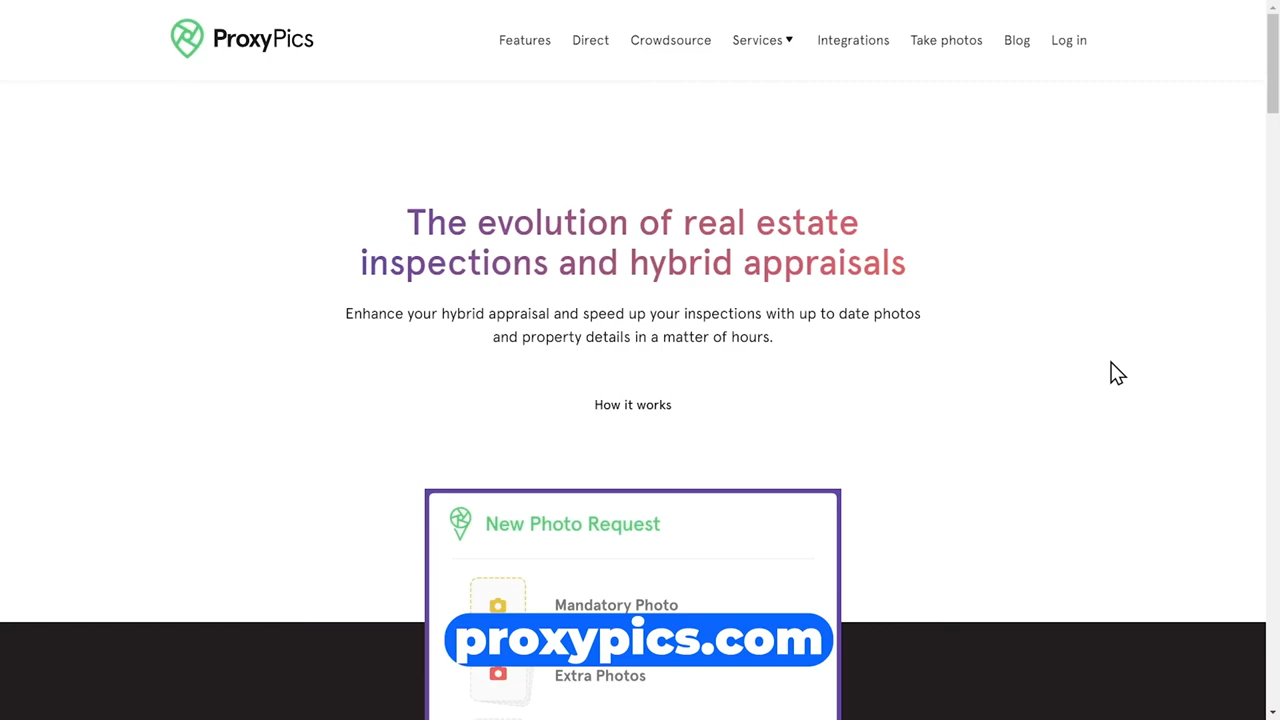 ProxyPics
Features Direct Crowdsource Services Integrations Take photos Blog Log in
The evolution of real estate
inspections and hybrid appraisals
Enhance your hybrid appraisal and speed up your inspections with up to date photos
and property details in a matter of hours.
How it works
New Photo Request
Mandatory Photo
proxypics.com
Extra Photos